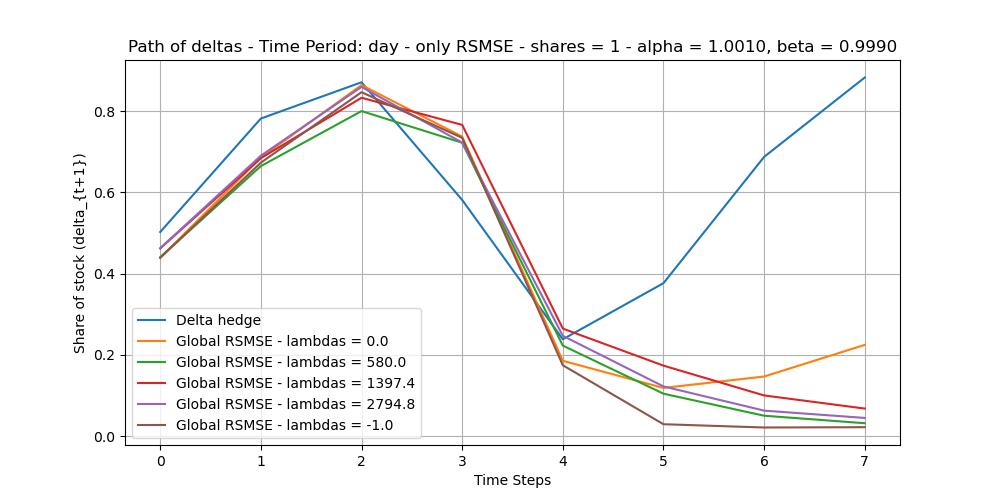 Path of deltas - Time Period: day - only RSMSE - shares = 1 - alpha = 1.0010, beta = 0.9990
Share of stock (delta_{t+1})
0.8
0.6
0.4
0.2
0.0
Delta hedge
Global RSMSE - lambdas = 0.0
Global RSMSE - lambdas = 580.0
Global RSMSE - lambdas = 1397.4
Global RSMSE - lambdas = 2794.8
Global RSMSE - lambdas = -1.0
0 1 2 3 4 5 6 7
Time Steps